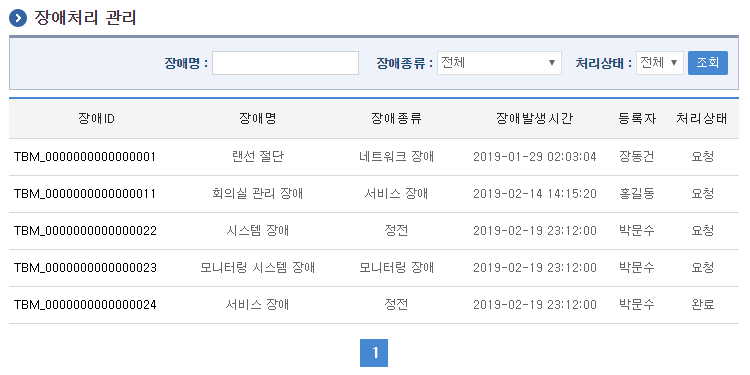 장애처리 관리
장애명 : 장애종류 : 전체 처리상태 : 전체 조회
장애ID 장애명 장애종류 장애발생시간 등록자 처리상태
TBM_0000000000000001 랜선 절단 네트워크 장애 2019-01-29 02:03:04 장동건 요청
TBM_0000000000000011 회의실 관리 장애 서비스 장애 2019-02-14 14:15:20 홍길동 요청
TBM_0000000000000022 시스템 장애 정전 2019-02-19 23:12:00 박문수 요청
TBM_0000000000000023 모니터링 시스템 장애 모니터링 장애 2019-02-19 23:12:00 박문수 요청
TBM_0000000000000024 서비스 장애 정전 2019-02-19 23:12:00 박문수 완료
1